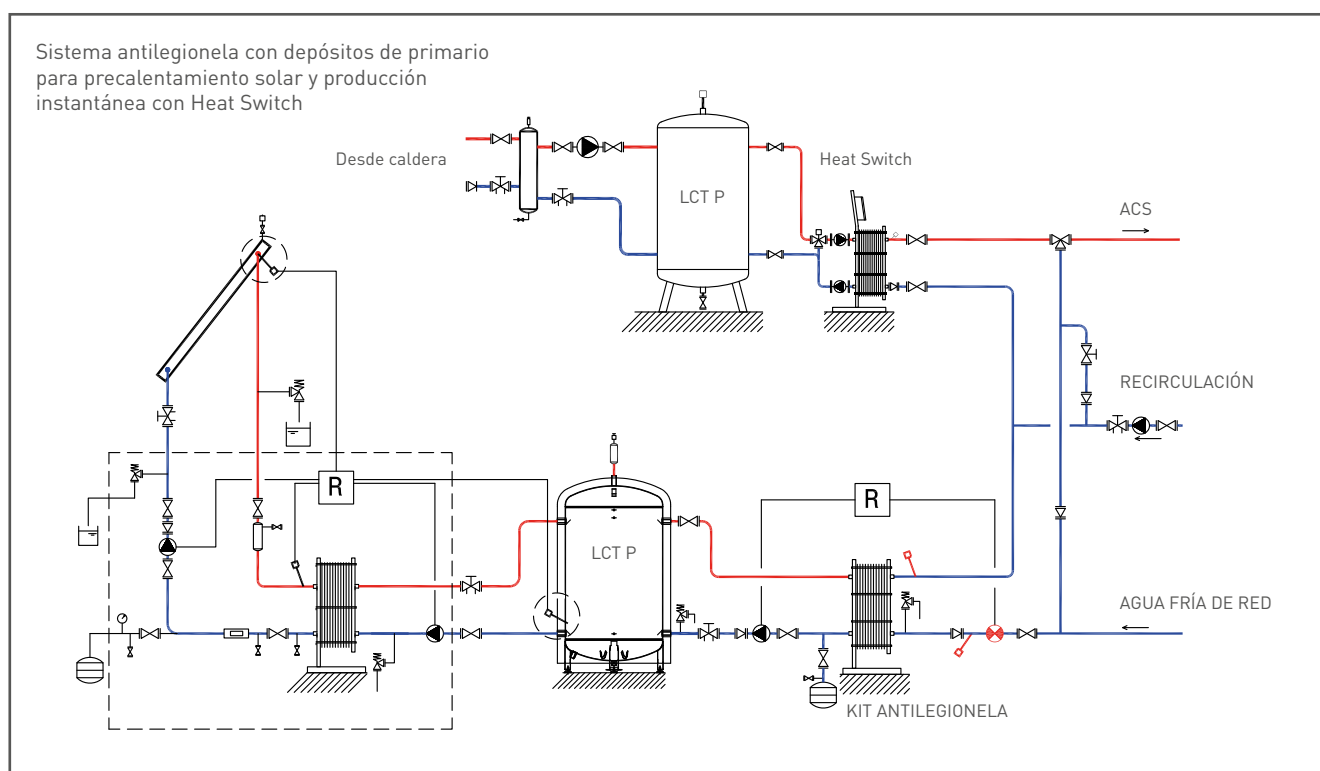 Sistema antilegionela con depósitos de primario
para precalentamiento solar y producción
instantánea con Heat Switch
Desde caldera
LCT P
Heat Switch
ACS
RECIRCULACIÓN
R
LCT P
R
AGUA FRÍA DE RED
KIT ANTILEGIONELA